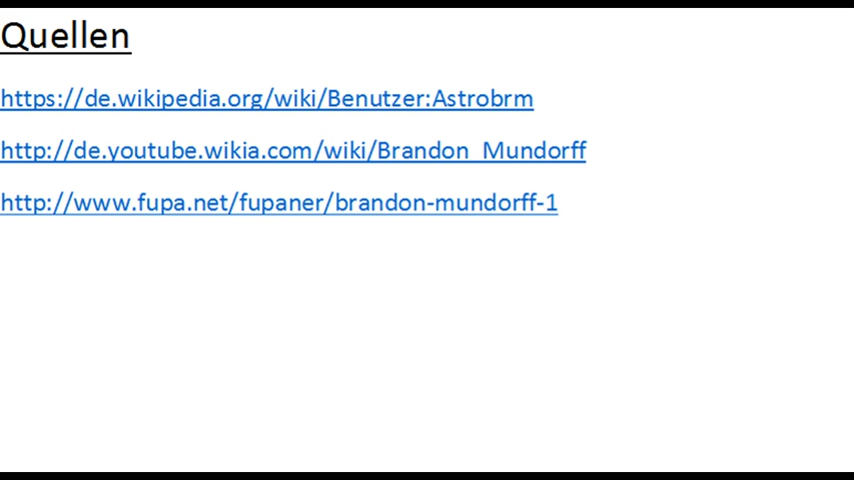 Quellen
https://de.wikipedia.org/wiki/Benutzer:Astrobrm
http://de.youtube.wikia.com/wiki/Brandon_Mundorff
http://www.fupa.net/fupaner/brandon-mundorff-1